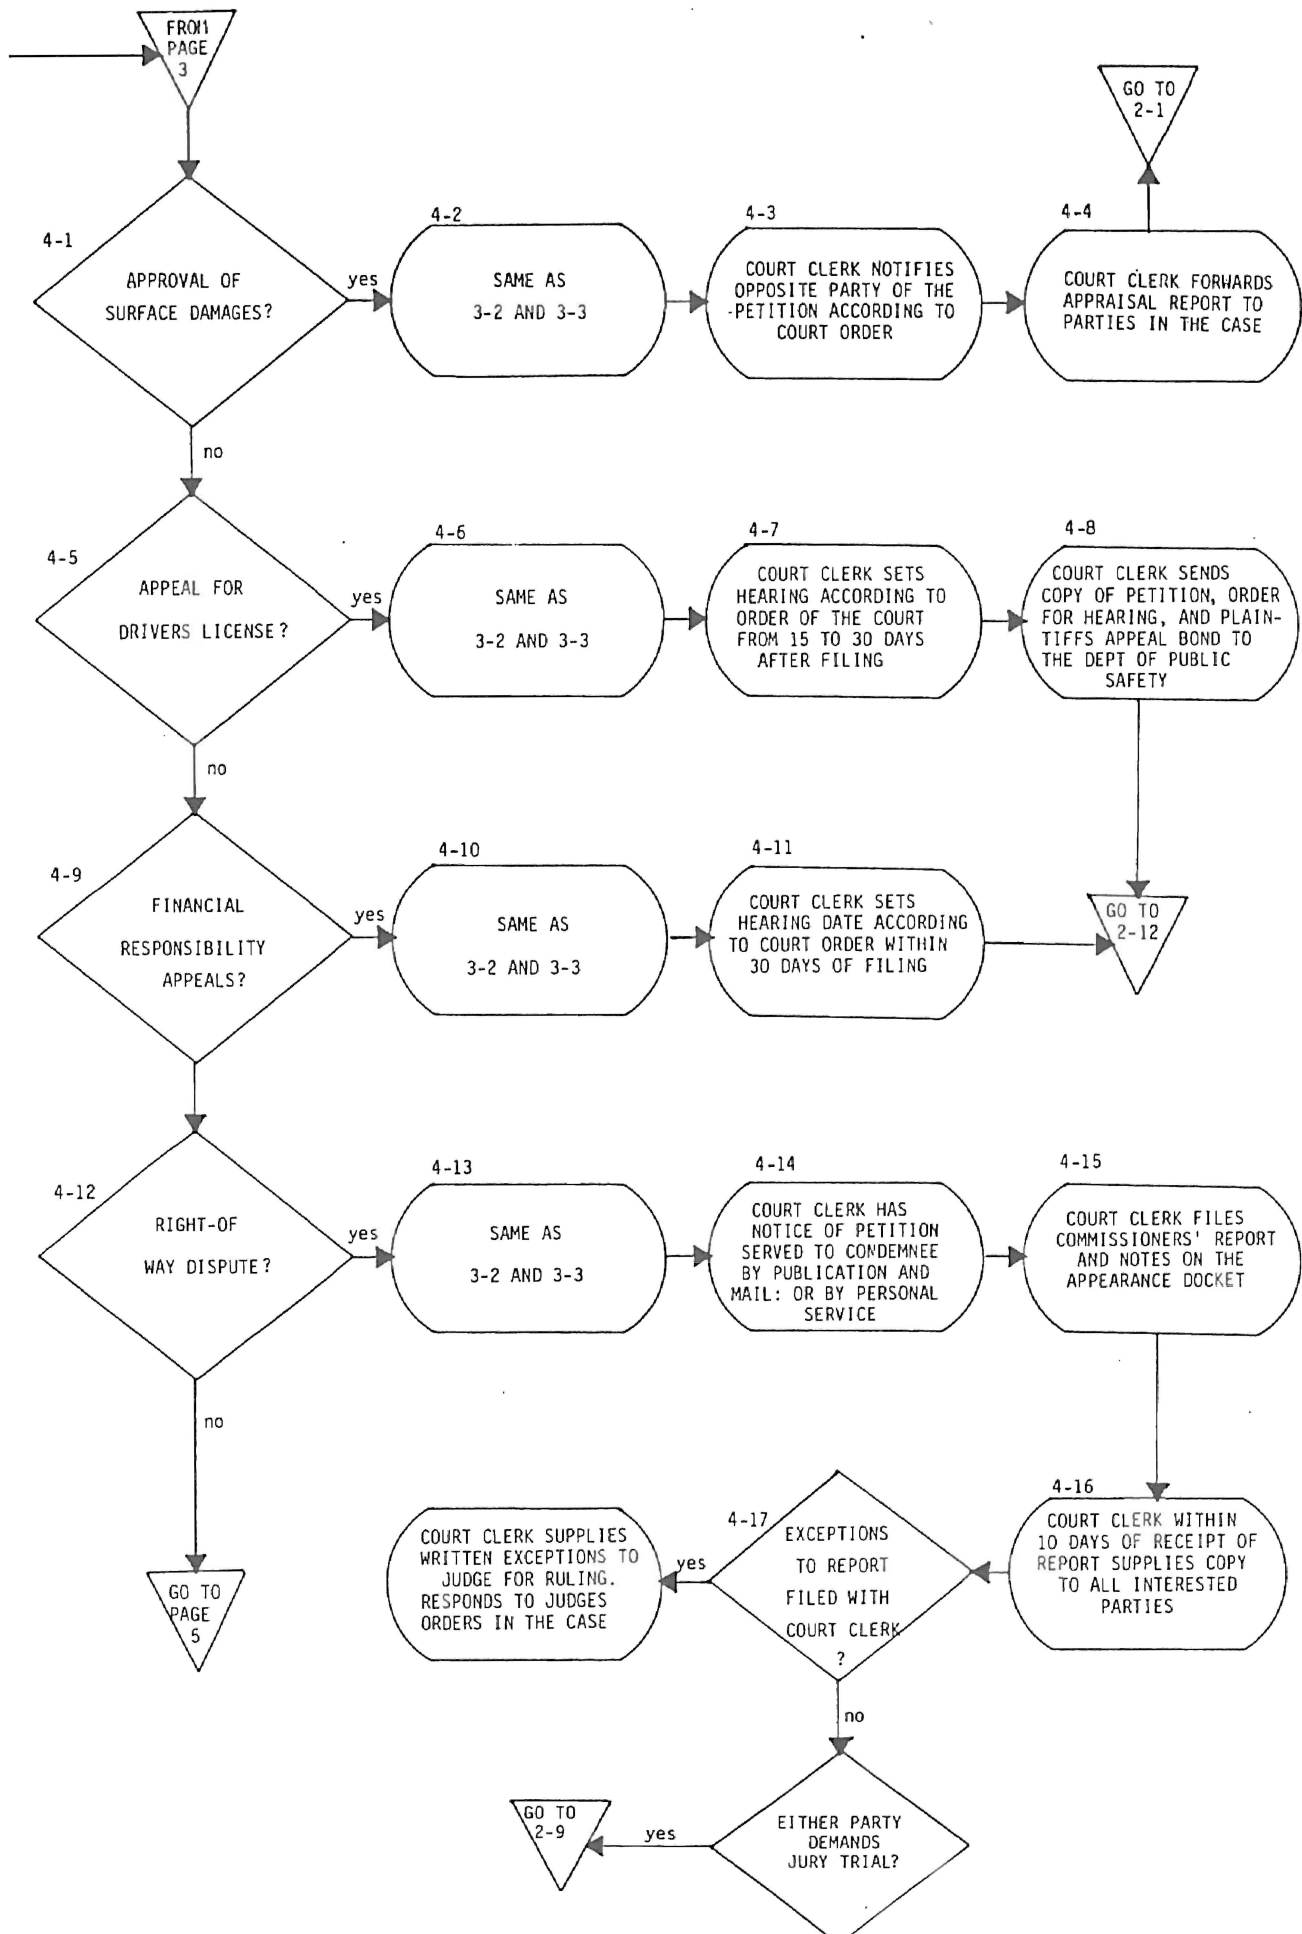 FROM
PAGE
3
GO TO
2-1
4-1
APPROVAL OF
SURFACE DAMAGES?
yes
4-2
SAME AS
3-2 AND 3-3
4-3
COURT CLERK NOTIFIES
OPPOSITE PARTY OF THE
PETITION ACCORDING TO
COURT ORDER
4-4
COURT CLERK FORWARDS
APPRAISAL REPORT TO
PARTIES IN THE CASE
no
4-5
APPEAL FOR
DRIVERS LICENSE?
yes
4-6
SAME AS
3-2 AND 3-3
4-7
COURT CLERK SETS
HEARING ACCORDING TO
ORDER OF THE COURT
FROM 15 TO 30 DAYS
AFTER FILING
4-8
COURT CLERK SENDS
COPY OF PETITION, ORDER
FOR HEARING, AND PLAIN-
TIFFS APPEAL BOND TO
THE DEPT OF PUBLIC
SAFETY
no
4-9
FINANCIAL
RESPONSIBILITY
APPEALS?
yes
4-10
SAME AS
3-2 AND 3-3
4-11
COURT CLERK SETS
HEARING DATE ACCORDING
TO COURT ORDER WITHIN
30 DAYS OF FILING
GO TO
2-12
4-12
RIGHT-OF
WAY DISPUTE?
yes
4-13
SAME AS
3-2 AND 3-3
4-14
COURT CLERK HAS
NOTICE OF PETITION
SERVED TO CONDEMNEE
BY PUBLICATION AND
MAIL: OR BY PERSONAL
SERVICE
4-15
COURT CLERK FILES
COMMISSIONERS' REPORT
AND NOTES ON THE
APPEARANCE DOCKET
no
GO TO
PAGE
5
4-16
COURT CLERK WITHIN
10 DAYS OF RECEIPT OF
REPORT SUPPLIES COPY
TO ALL INTERESTED
PARTIES
4-17
EXCEPTIONS
TO REPORT
FILED WITH
COURT CLERK
?
yes
COURT CLERK SUPPLIES
WRITTEN EXCEPTIONS TO
JUDGE FOR RULING.
RESPONDS TO JUDGES
ORDERS IN THE CASE
no
EITHER PARTY
DEMANDS
JURY TRIAL?
yes
GO TO
2-9